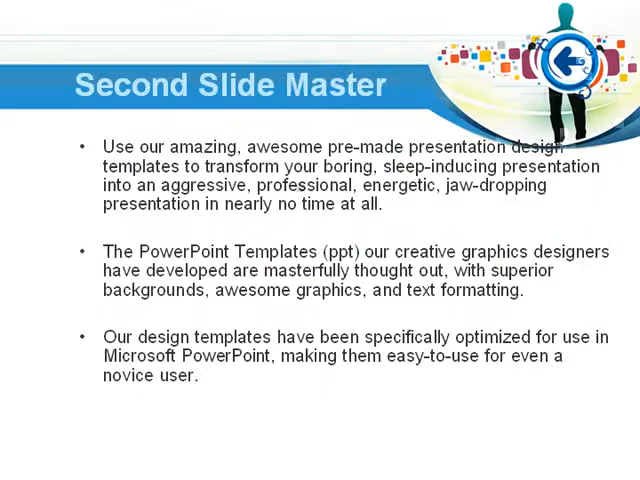 Second Slide Master
• Use our amazing, awesome pre-made presentation design
templates to transform your boring, sleep-inducing presentation
into an aggressive, professional, energetic, jaw-dropping
presentation in nearly no time at all.
• The PowerPoint Templates (ppt) our creative graphics designers
have developed are masterfully thought out, with superior
backgrounds, awesome graphics, and text formatting.
• Our design templates have been specifically optimized for use in
Microsoft PowerPoint, making them easy-to-use for even a
novice user.